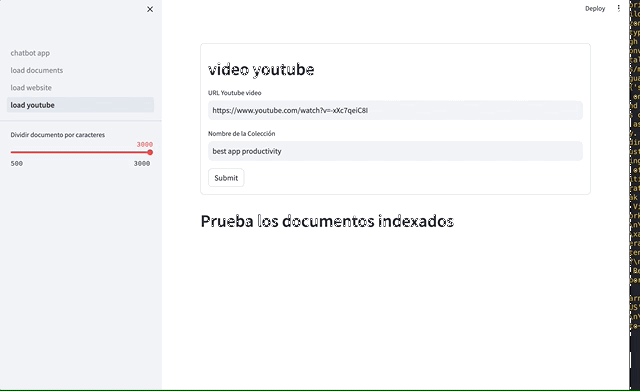 Deploy
chatbot app
load documents
load website
load youtube
Dividir documento por caracteres
3000
500
3000
video youtube
URL Youtube video
https://www.youtube.com/watch?v=-xXc7qeiC8I
Nombre de la Colección
best app productivity
Submit
Prueba los documentos indexados